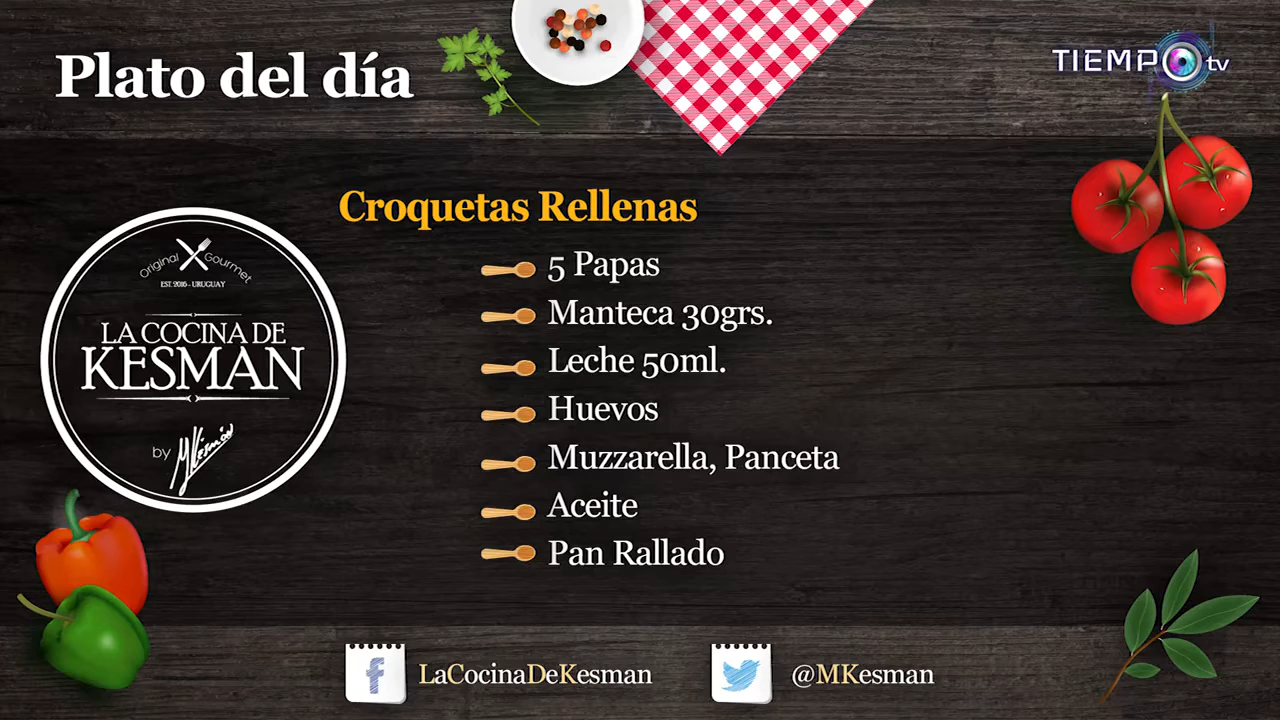 Plato del día
TIEMPO tv
Croquetas Rellenas
5 Papas
Manteca 30grs.
Leche 50ml.
Huevos
Muzzarella, Panceta
Aceite
Pan Rallado
Original Gourmet
EST. 2016 - URUGUAY
LA COCINA DE
KESMAN
by MKesman
LaCocinaDeKesman
@MKesman